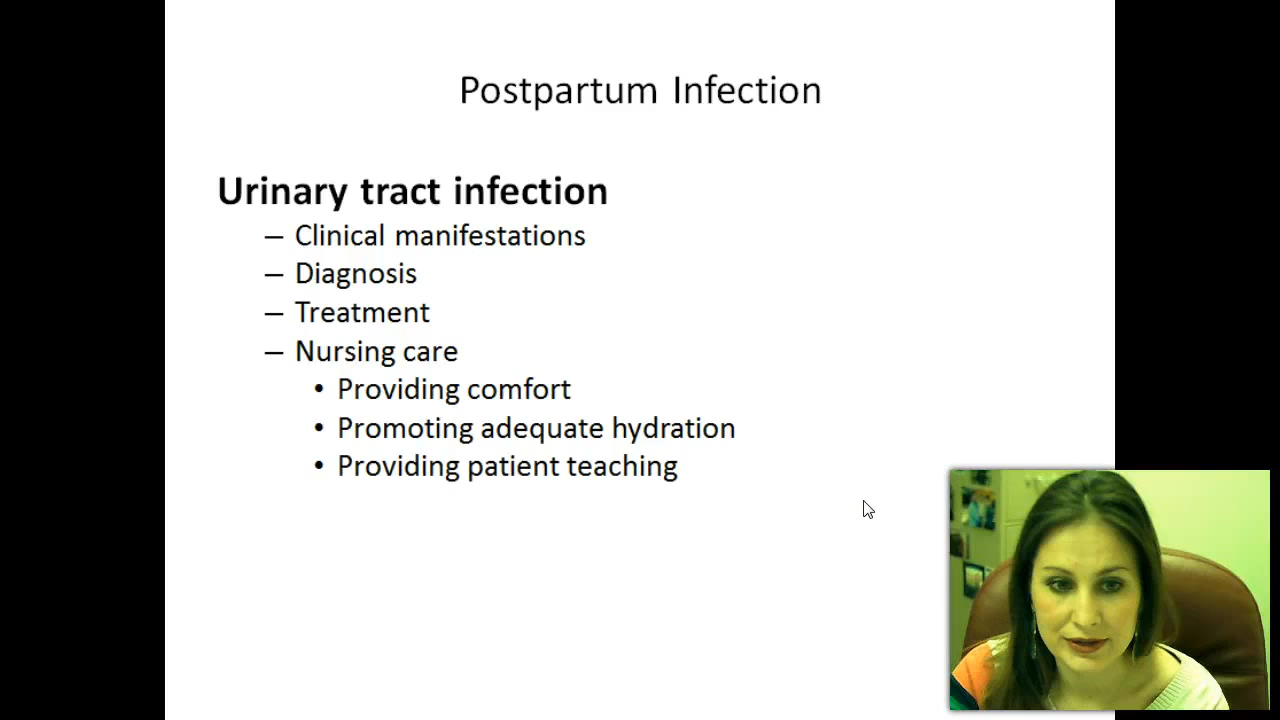 Postpartum Infection
Urinary tract infection
– Clinical manifestations
– Diagnosis
– Treatment
– Nursing care
• Providing comfort
• Promoting adequate hydration
• Providing patient teaching